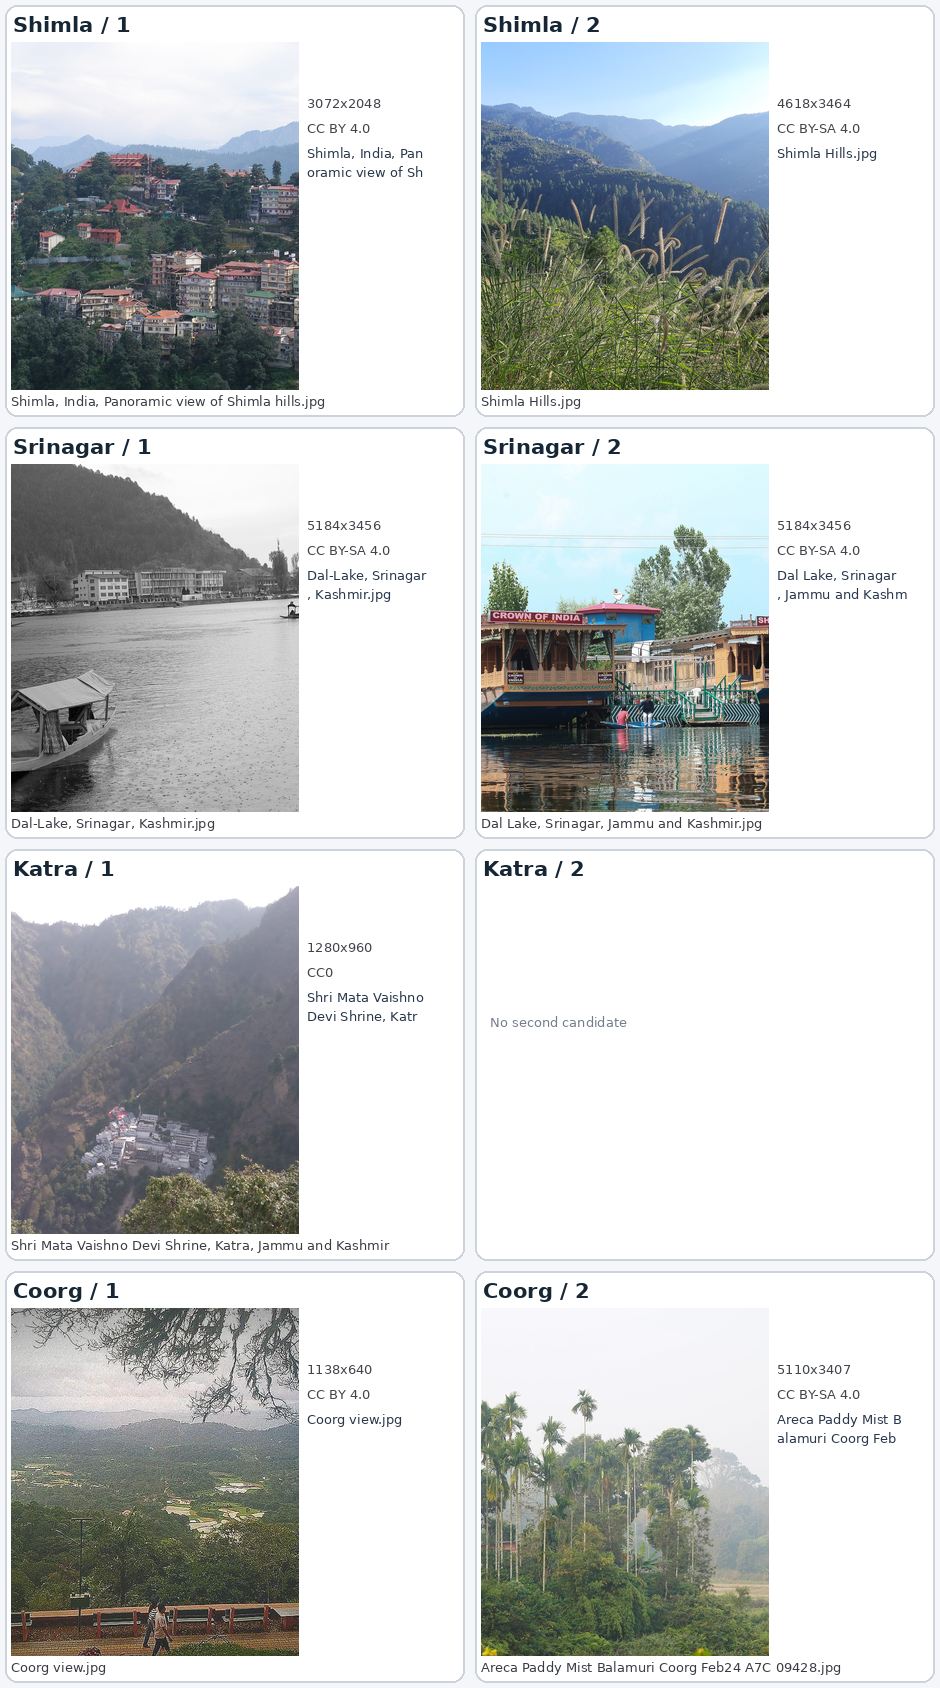 Shimla / 1
3072x2048
CC BY 4.0
Shimla, India, Pan
oramic view of Sh
Shimla, India, Panoramic view of Shimla hills.jpg
Shimla / 2
4618x3464
CC BY-SA 4.0
Shimla Hills.jpg
Shimla Hills.jpg
Srinagar / 1
5184x3456
CC BY-SA 4.0
Dal-Lake, Srinagar
, Kashmir.jpg
Dal-Lake, Srinagar, Kashmir.jpg
Srinagar / 2
CROWN OF INDIA
SH
5184x3456
CC BY-SA 4.0
Dal Lake, Srinagar
, Jammu and Kashm
Dal Lake, Srinagar, Jammu and Kashmir.jpg
Katra / 1
1280x960
CC0
Shri Mata Vaishno
Devi Shrine, Katr
Shri Mata Vaishno Devi Shrine, Katra, Jammu and Kashmir
Katra / 2
No second candidate
Coorg / 1
1138x640
CC BY 4.0
Coorg view.jpg
Coorg view.jpg
Coorg / 2
5110x3407
CC BY-SA 4.0
Areca Paddy Mist B
alamuri Coorg Feb
Areca Paddy Mist Balamuri Coorg Feb24 A7C 09428.jpg